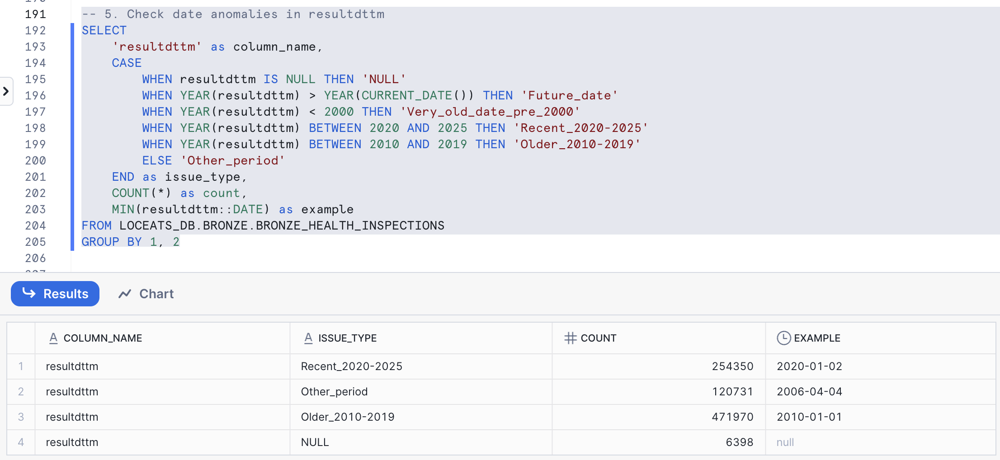 191 -- 5. Check date anomalies in resultdttm
192 SELECT
193     'resultdttm' as column_name,
194     CASE
195         WHEN resultdttm IS NULL THEN 'NULL'
196         WHEN YEAR(resultdttm) > YEAR(CURRENT_DATE()) THEN 'Future_date'
197         WHEN YEAR(resultdttm) < 2000 THEN 'Very_old_date_pre_2000'
198         WHEN YEAR(resultdttm) BETWEEN 2020 AND 2025 THEN 'Recent_2020-2025'
199         WHEN YEAR(resultdttm) BETWEEN 2010 AND 2019 THEN 'Older_2010-2019'
200         ELSE 'Other_period'
201     END as issue_type,
202     COUNT(*) as count,
203     MIN(resultdttm::DATE) as example
204 FROM LOCEATS_DB.BRONZE.BRONZE_HEALTH_INSPECTIONS
205 GROUP BY 1, 2
206
Results Chart
COLUMN_NAME ISSUE_TYPE COUNT EXAMPLE
1 resultdttm Recent_2020-2025 254350 2020-01-02
2 resultdttm Other_period 120731 2006-04-04
3 resultdttm Older_2010-2019 471970 2010-01-01
4 resultdttm NULL 6398 null